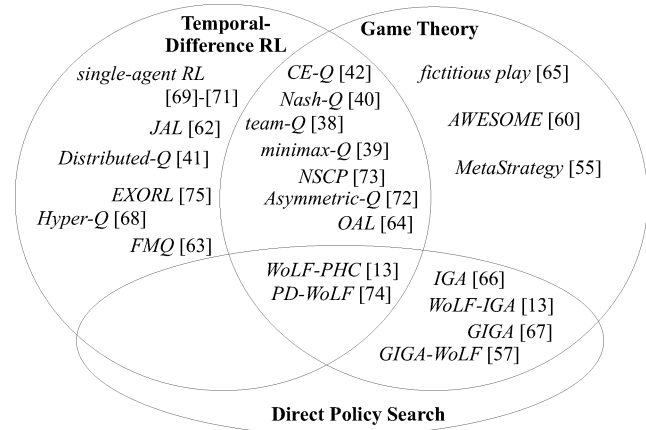 Temporal-
Difference RL
Game Theory
single-agent RL
[69]-[71]
JAL [62]
Distributed-Q [41]
EXORL [75]
Hyper-Q [68]
FMQ [63]
CE-Q [42]
Nash-Q [40]
team-Q [38]
minimax-Q [39]
NSCP [73]
Asymmetric-Q [72]
OAL [64]
fictitious play [65]
AWESOME [60]
MetaStrategy [55]
WoLF-PHC [13]
PD-WoLF [74]
IGA [66]
WoLF-IGA [13]
GIGA [67]
GIGA-WoLF [57]
Direct Policy Search